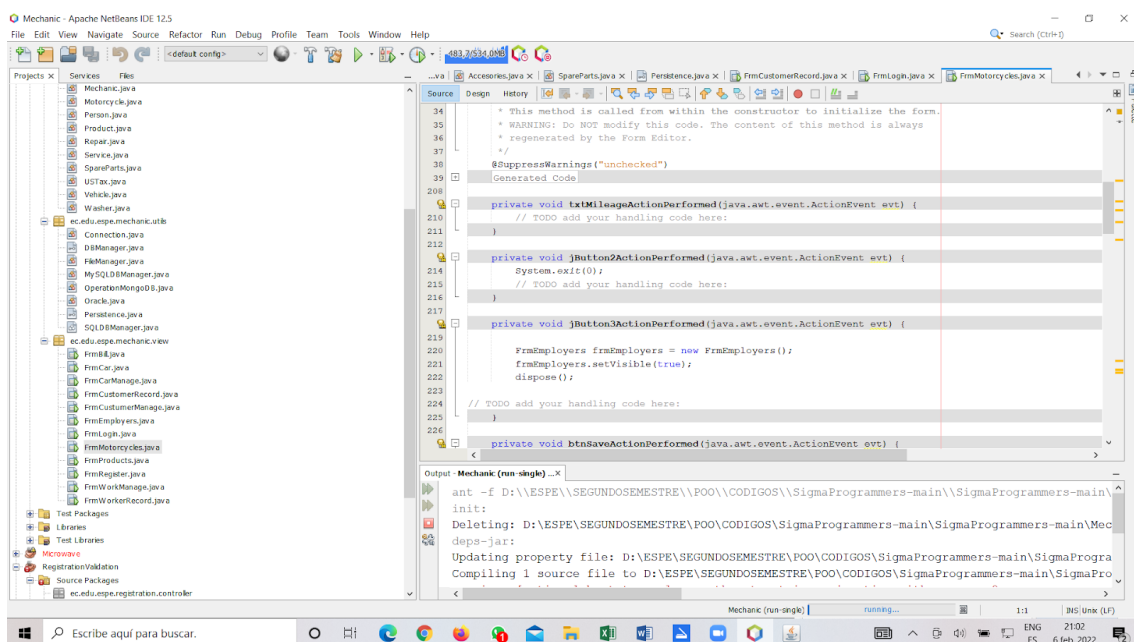 Mechanic - Apache NetBeans IDE 12.5
File Edit View Navigate Source Refactor Run Debug Profile Team Tools Window Help
Search (Ctrl+I)
<default config>
483,7/534,0MB
Projects Services Files
Mechanic.java
Motorcycle.java
Person.java
Product.java
Repair.java
Service.java
SpareParts.java
USTax.java
Vehicle.java
Washer.java
ec.edu.espe.mechanic.utils
Connection.java
DBManager.java
FileManager.java
MySQLDBManager.java
OperationMongoDB.java
Oracle.java
Persistence.java
SQLDBManager.java
ec.edu.espe.mechanic.view
FrmBill.java
FrmCar.java
FrmCarManage.java
FrmCustomerRecord.java
FrmCustumerManage.java
FrmEmployers.java
FrmLogin.java
FrmMotorcycles.java
FrmProducts.java
FrmRegister.java
FrmWorkManage.java
FrmWorkerRecord.java
Test Packages
Libraries
Test Libraries
Microwave
RegistrationValidation
Source Packages
ec.edu.espe.registration.controller
...va Accesories.java SpareParts.java Persistence.java FrmCustomerRecord.java FrmLogin.java FrmMotorcycles.java
Source Design History
34 * This method is called from within the constructor to initialize the form.
35 * WARNING: Do NOT modify this code. The content of this method is always
36 * regenerated by the Form Editor.
37 */
38 @SuppressWarnings("unchecked")
39 Generated Code
208
private void txtMileageActionPerformed(java.awt.event.ActionEvent evt) {
210 // TODO add your handling code here:
211 }
212
private void jButton2ActionPerformed(java.awt.event.ActionEvent evt) {
214 System.exit(0);
215 // TODO add your handling code here:
216 }
217
private void jButton3ActionPerformed(java.awt.event.ActionEvent evt) {
219
220 FrmEmployers frmEmployers = new FrmEmployers();
221 frmEmployers.setVisible(true);
222 dispose();
223
224 // TODO add your handling code here:
225 }
226
private void btnSaveActionPerformed(java.awt.event.ActionEvent evt) {
Output - Mechanic (run-single) ...
ant -f D:\\ESPE\\SEGUNDOSEMESTRE\\POO\\CODIGOS\\SigmaProgrammers-main\\SigmaProgrammers-main\
init:
Deleting: D:\ESPE\SEGUNDOSEMESTRE\POO\CODIGOS\SigmaProgrammers-main\SigmaProgrammers-main\Mec
deps-jar:
Updating property file: D:\ESPE\SEGUNDOSEMESTRE\POO\CODIGOS\SigmaProgrammers-main\SigmaProgra
Compiling 1 source file to D:\ESPE\SEGUNDOSEMESTRE\POO\CODIGOS\SigmaProgrammers-main\SigmaPro
Mechanic (run-single) running... 1:1 INS Unix (LF)
Escribe aquí para buscar.
ENG 21:02
ES 6 feb. 2022